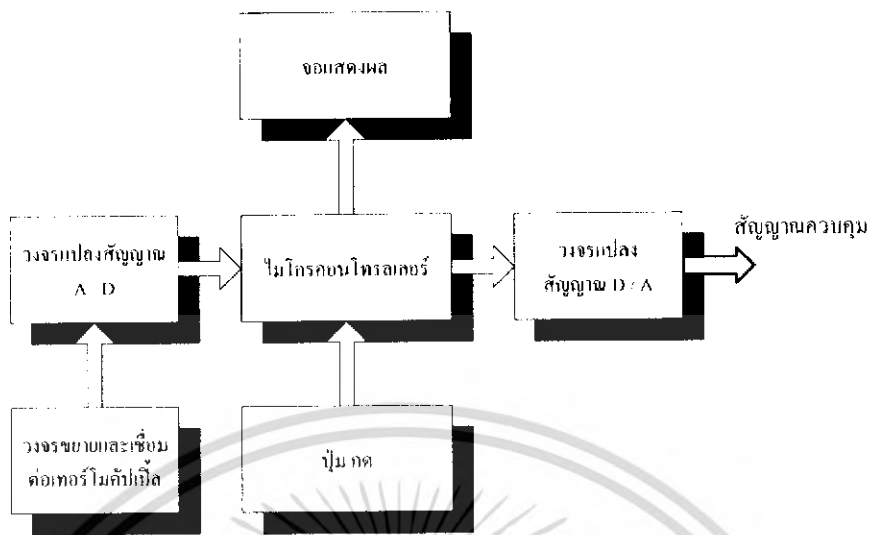 จอแสดงผล
วงจรแปลงสัญญาณ
A D
ไมโครคอนโทรลเลอร์
วงจรแปลง
สัญญาณ D / A
สัญญาณควบคุม
วงจรขยายและเชื่อม
ต่อเทอร์โมคัปเปิ้ล
ปุ่ม กด